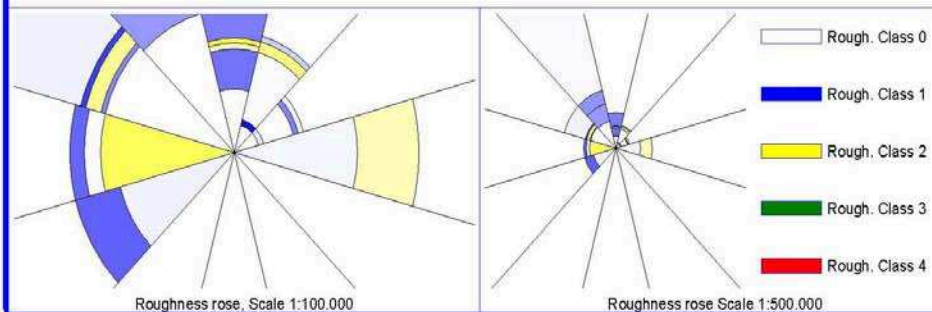 Rough. Class 0
Rough. Class 1
Rough. Class 2
Rough. Class 3
Rough. Class 4
Roughness rose, Scale 1:100.000
Roughness rose Scale 1:500.000